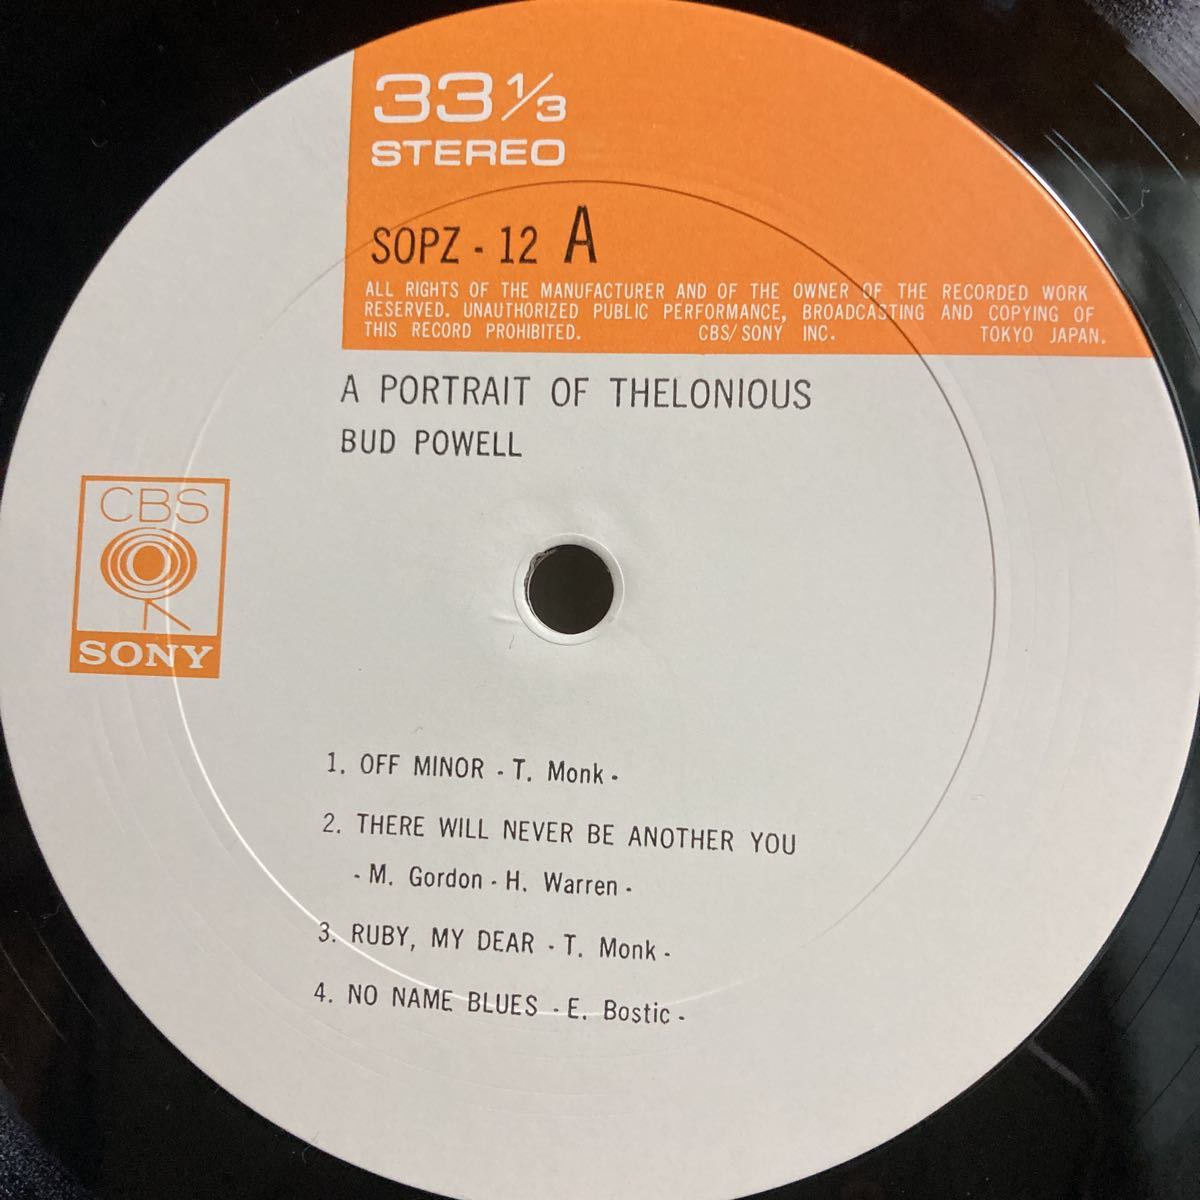 33 1/3
STEREO
SOPZ - 12 A
ALL RIGHTS OF THE MANUFACTURER AND OF THE OWNER OF THE RECORDED WORK
RESERVED. UNAUTHORIZED PUBLIC PERFORMANCE, BROADCASTING AND COPYING OF
THIS RECORD PROHIBITED. CBS/SONY INC. TOKYO JAPAN.
A PORTRAIT OF THELONIOUS
BUD POWELL
CBS
SONY
1. OFF MINOR - T. Monk -
2. THERE WILL NEVER BE ANOTHER YOU
- M. Gordon - H. Warren -
3. RUBY, MY DEAR - T. Monk -
4. NO NAME BLUES - E. Bostic -